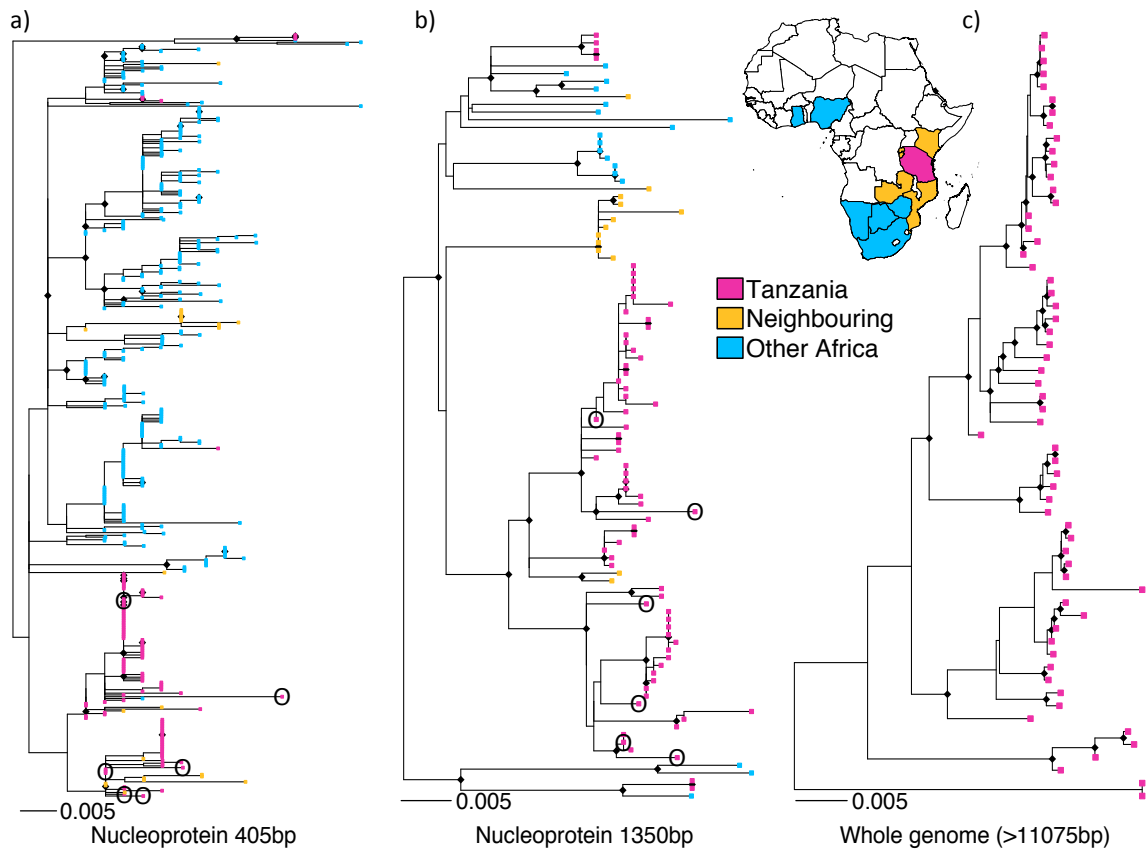 a)
b)
c)
Tanzania
Neighbouring
Other Africa
0.005
0.005
0.005
Nucleoprotein 405bp
Nucleoprotein 1350bp
Whole genome (>11075bp)